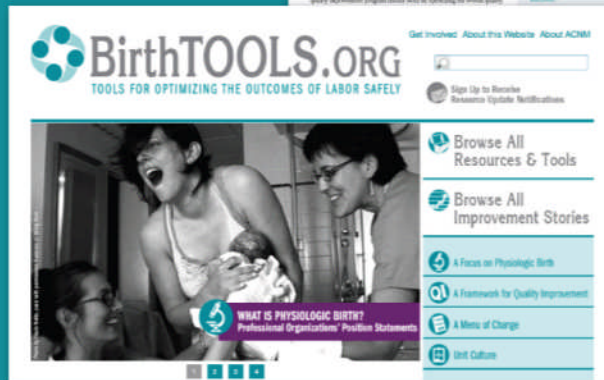 Get Involved About this Website About ACNM
BirthTOOLS.ORG
TOOLS FOR OPTIMIZING THE OUTCOMES OF LABOR SAFELY
Sign Up to Receive
Resource Update Notifications
Browse All
Resources & Tools
Browse All
Improvement Stories
A Focus on Physiologic Birth
QI
A Framework for Quality Improvement
A Menu of Change
Unit Culture
WHAT IS PHYSIOLOGIC BIRTH?
Professional Organizations' Position Statements
1 2 3 4